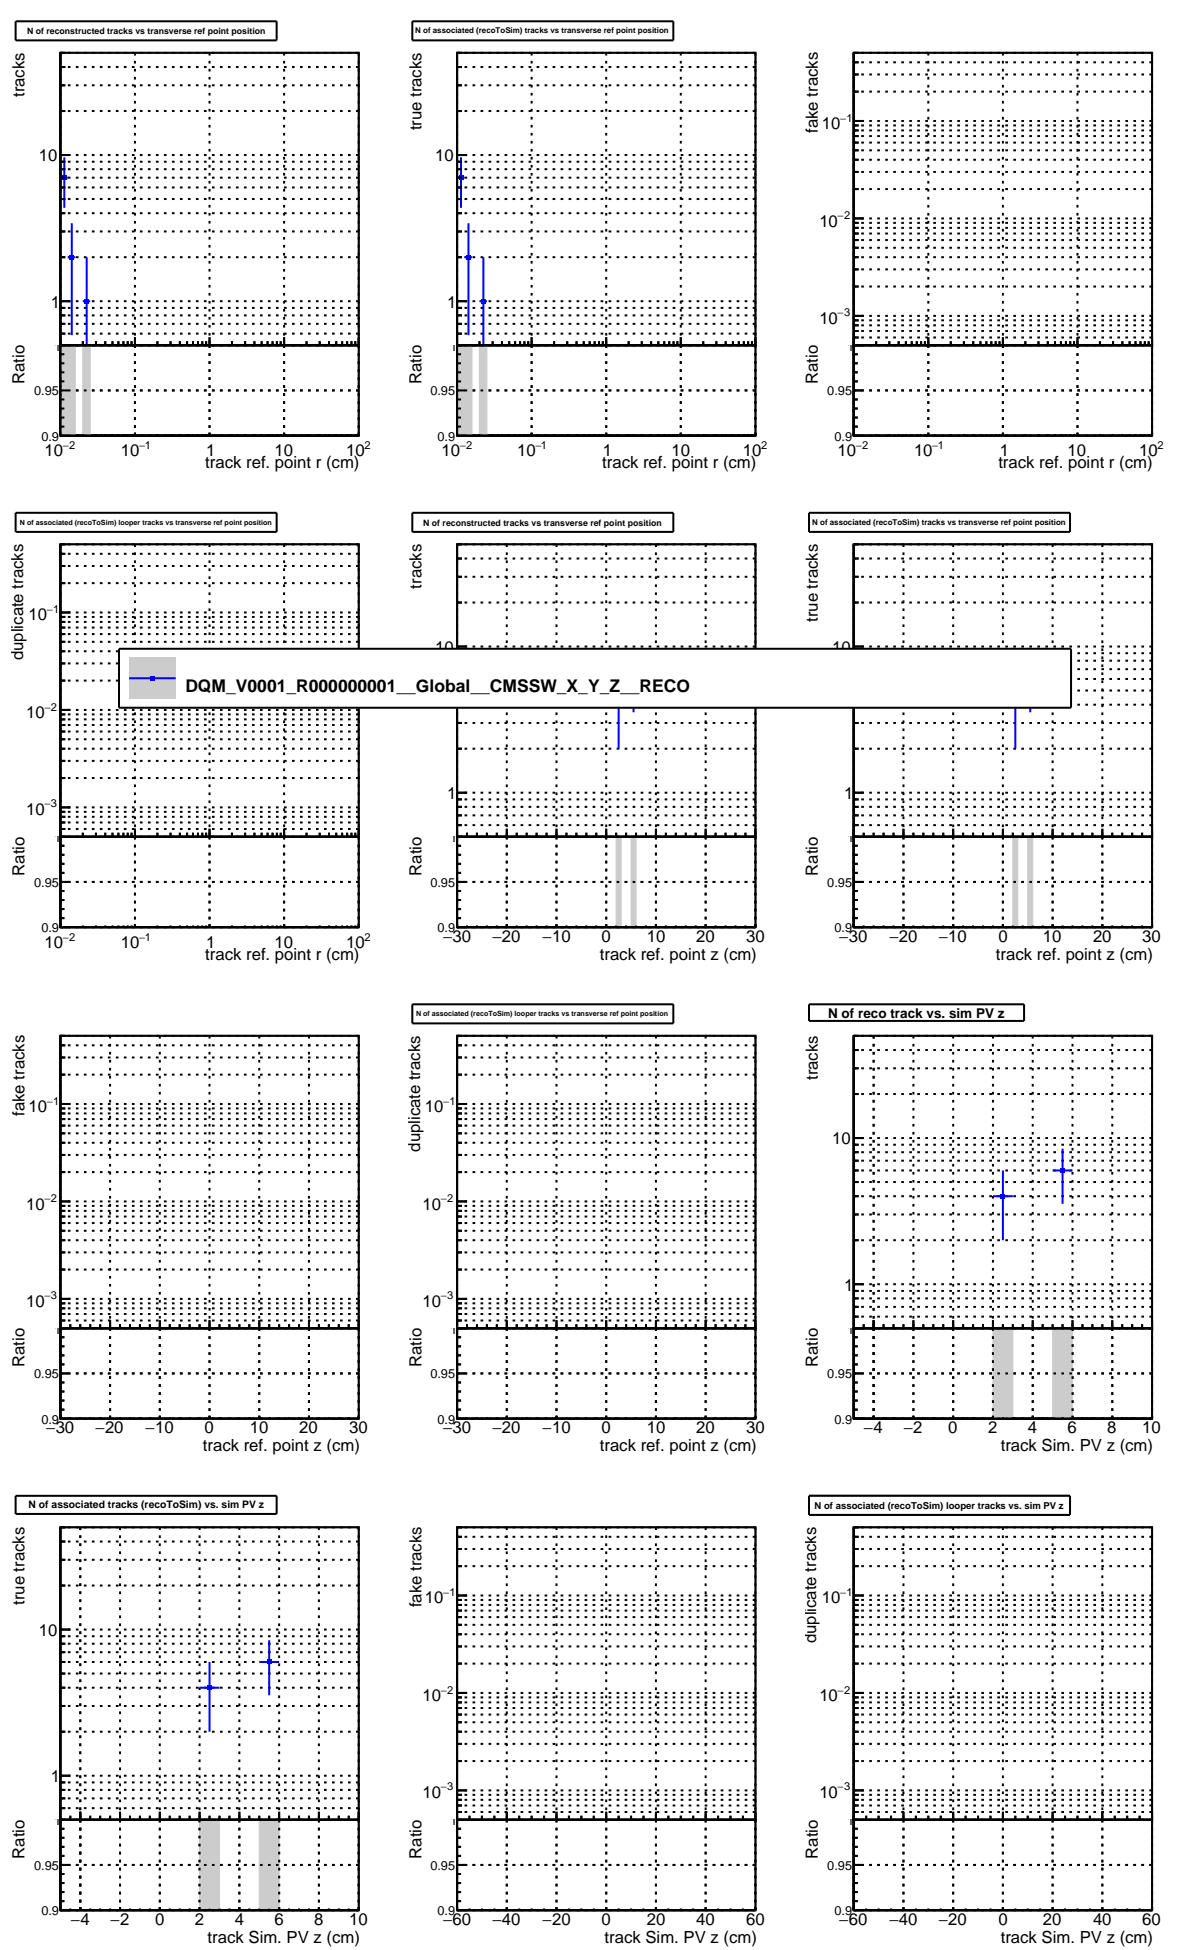 N of reconstructed tracks vs transverse ref point position
tracks
10
1
Ratio
0.95
0.9
10−2 10−1 1 10 102
track ref. point r (cm)
N of associated (recoToSim) tracks vs transverse ref point position
true tracks
10
1
Ratio
0.95
0.9
10−2 10−1 1 10 102
track ref. point r (cm)
fake tracks
10−1
10−2
10−3
Ratio
0.95
0.9
10−2 10−1 1 10 102
track ref. point r (cm)
N of associated (recoToSim) looper tracks vs transverse ref point position
duplicate tracks
10−1
10−2
10−3
Ratio
0.95
0.9
10−2 10−1 1 10 102
track ref. point r (cm)
N of reconstructed tracks vs transverse ref point position
tracks
10
1
Ratio
0.95
0.9
−30 −20 −10 0 10 20 30
track ref. point z (cm)
N of associated (recoToSim) tracks vs transverse ref point position
true tracks
10
1
Ratio
0.95
0.9
−30 −20 −10 0 10 20 30
track ref. point z (cm)
DQM_V0001_R000000001__Global__CMSSW_X_Y_Z__RECO
fake tracks
10−1
10−2
10−3
Ratio
0.95
0.9
−30 −20 −10 0 10 20 30
track ref. point z (cm)
N of associated (recoToSim) looper tracks vs transverse ref point position
duplicate tracks
10−1
10−2
10−3
Ratio
0.95
0.9
−30 −20 −10 0 10 20 30
track ref. point z (cm)
N of reco track vs. sim PV z
tracks
10
1
Ratio
0.95
0.9
−4 −2 0 2 4 6 8 10
track Sim. PV z (cm)
N of associated tracks (recoToSim) vs. sim PV z
true tracks
10
1
Ratio
0.95
0.9
−4 −2 0 2 4 6 8 10
track Sim. PV z (cm)
fake tracks
10−1
10−2
10−3
Ratio
0.95
0.9
−60 −40 −20 0 20 40 60
track Sim. PV z (cm)
N of associated (recoToSim) looper tracks vs. sim PV z
duplicate tracks
10−1
10−2
10−3
Ratio
0.95
0.9
−60 −40 −20 0 20 40 60
track Sim. PV z (cm)